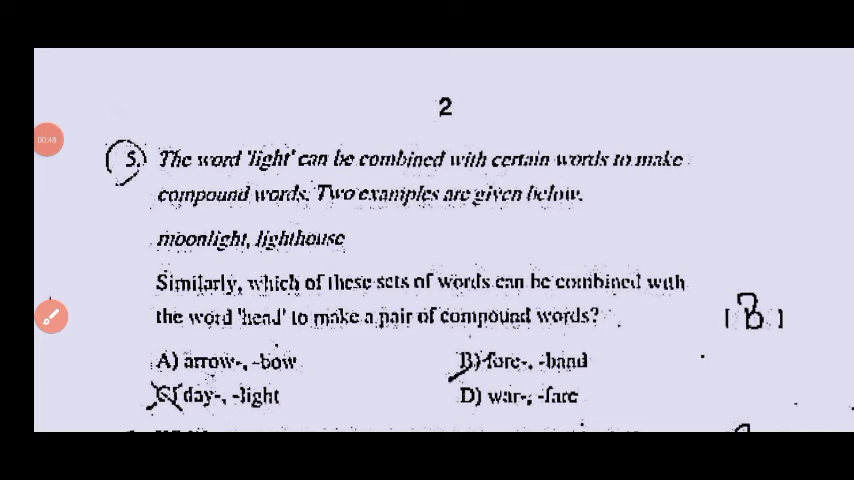 2
00:48
5. The word 'light' can be combined with certain words to make
compound words. Two examples are given below.
moonlight, lighthouse
Similarly, which of these sets of words can be combined with
the word 'head' to make a pair of compound words?
[ B ]
A) arrow-, -bow B) fore-, -band
C) day-, -light D) war-, -fare